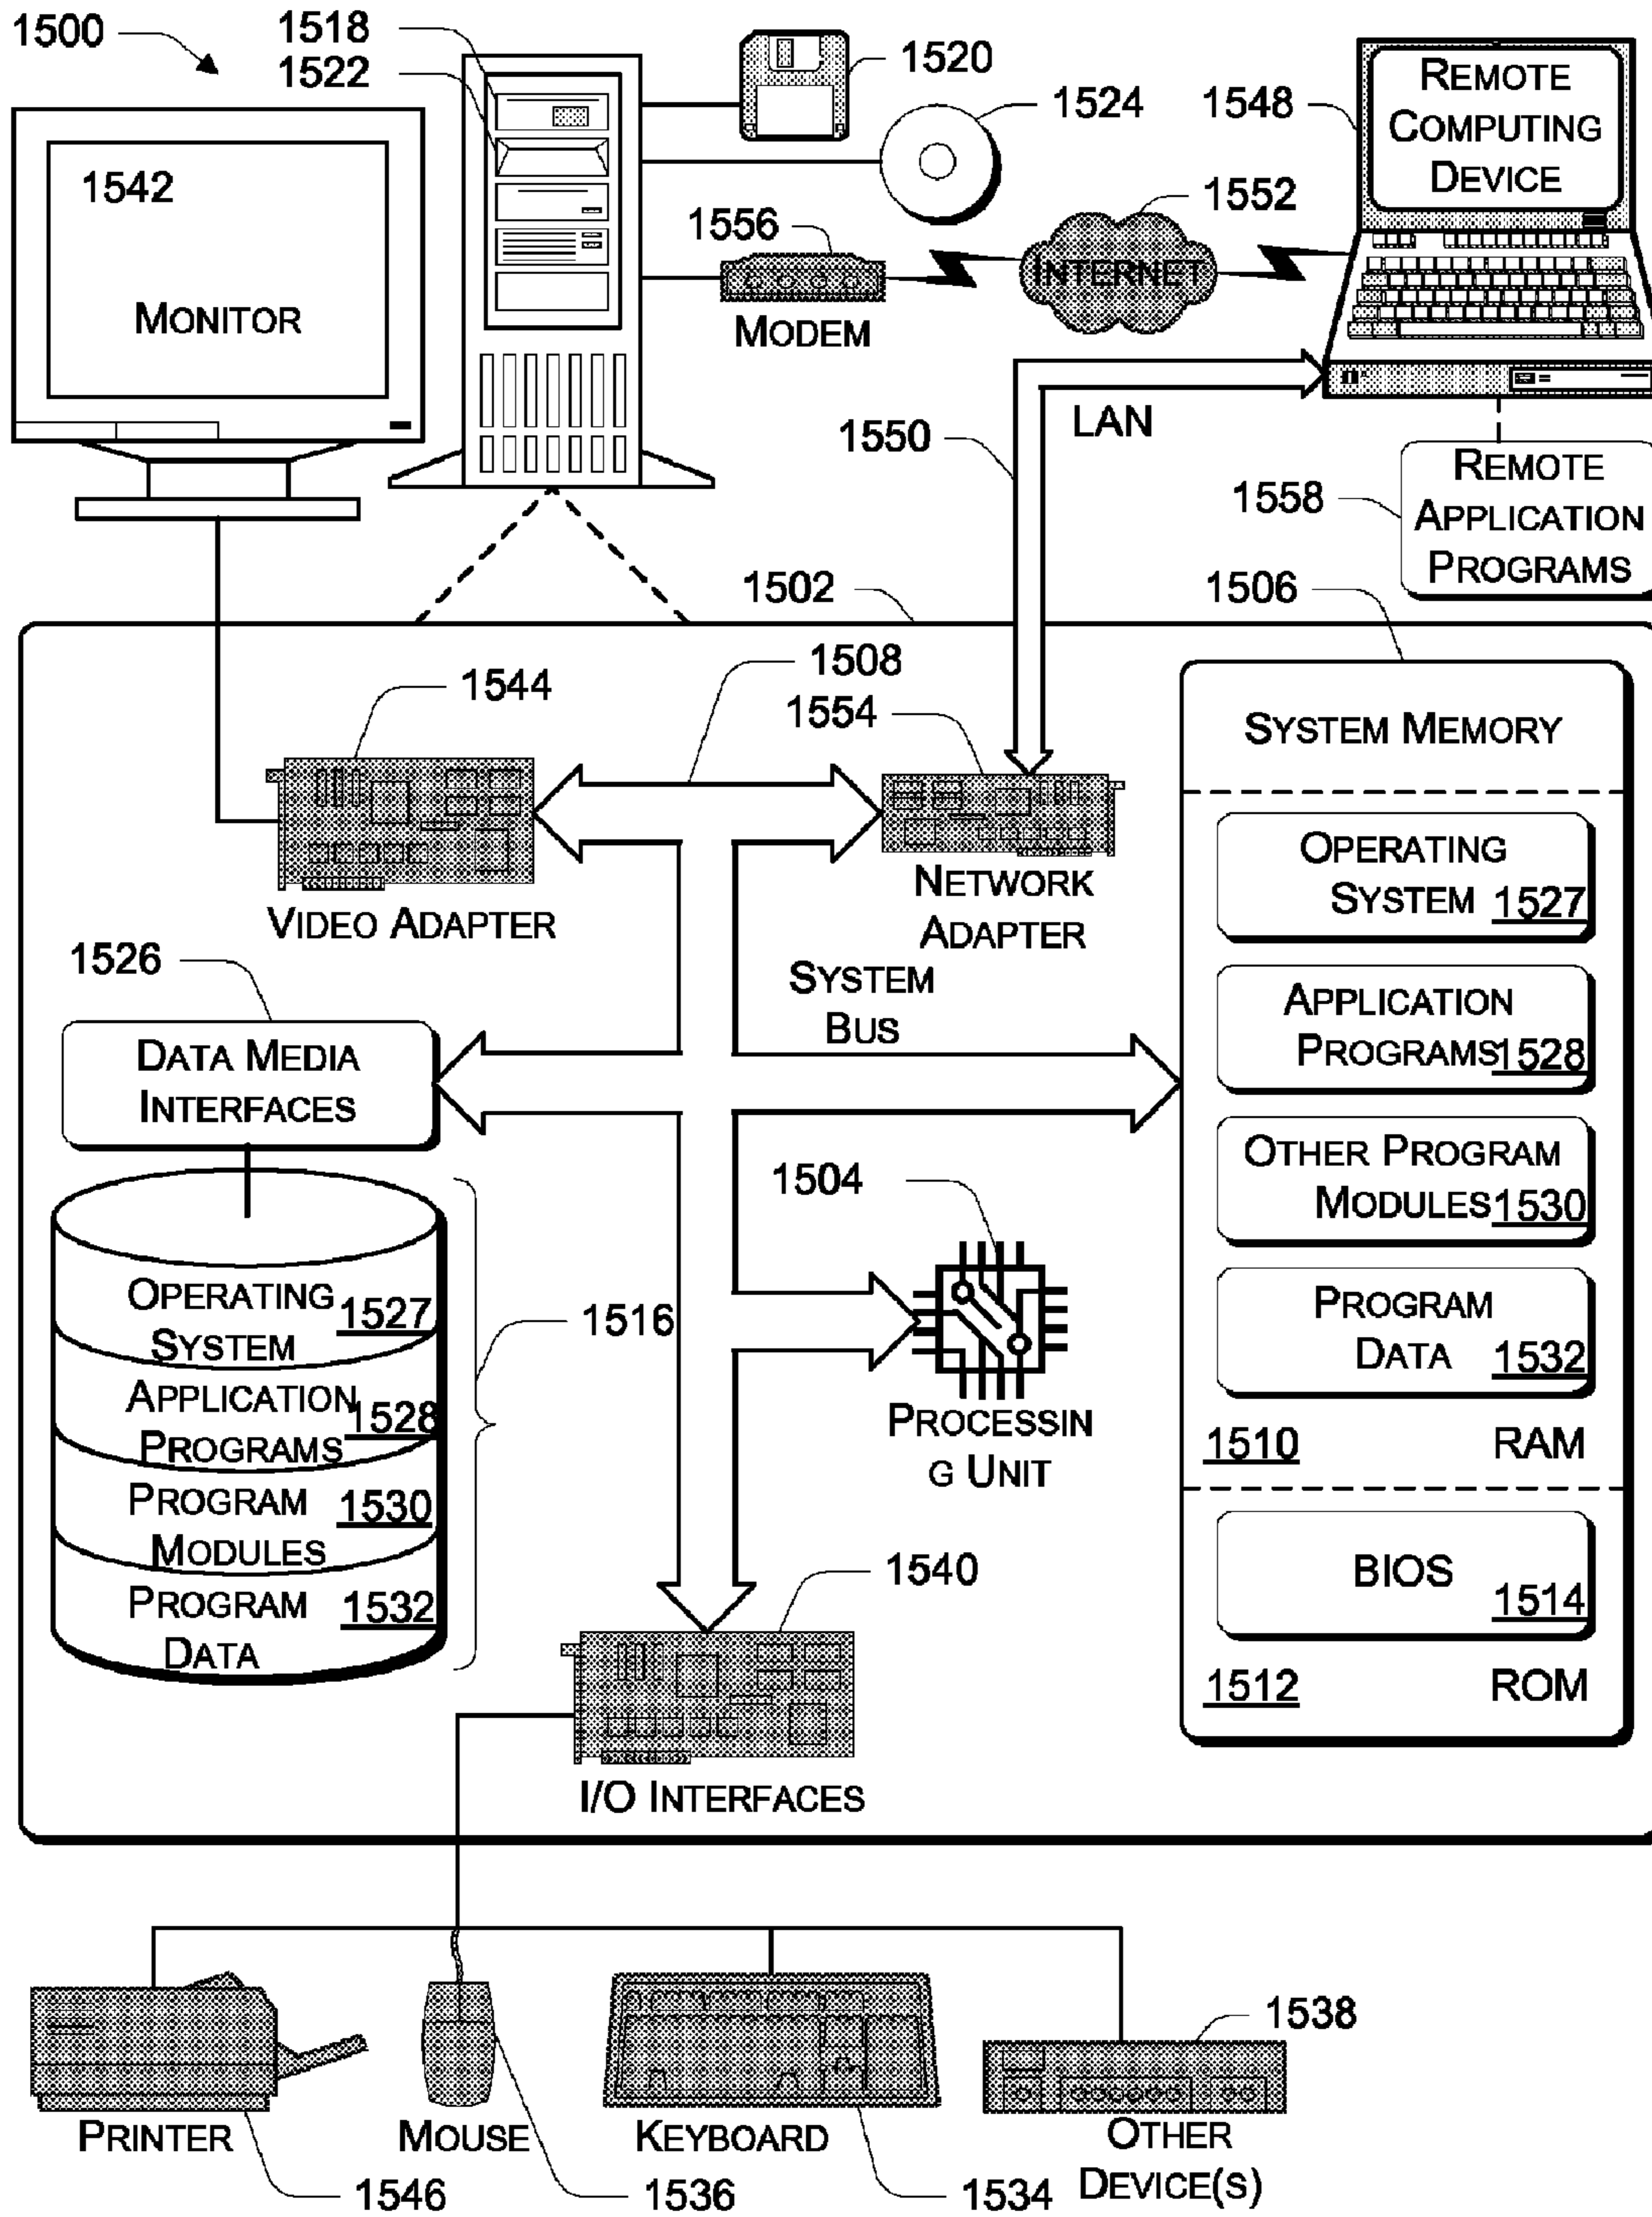 1500
1518
1522
1520
1524
1548
REMOTE
COMPUTING
DEVICE
1542
MONITOR
1556
MODEM
1552
INTERNET
LAN
1550
1558
REMOTE
APPLICATION
PROGRAMS
1502
1506
1508
1544
1554
VIDEO ADAPTER
NETWORK
ADAPTER
SYSTEM
BUS
SYSTEM MEMORY
OPERATING
SYSTEM 1527
APPLICATION
PROGRAMS 1528
OTHER PROGRAM
MODULES 1530
PROGRAM
DATA 1532
1510 RAM
BIOS
1514
1512 ROM
1526
DATA MEDIA
INTERFACES
OPERATING 1527
SYSTEM
APPLICATION 1528
PROGRAMS
PROGRAM 1530
MODULES
PROGRAM 1532
DATA
1516
1504
PROCESSIN
G UNIT
1540
I/O INTERFACES
PRINTER
1546
MOUSE
1536
KEYBOARD
1534
1538
OTHER
DEVICE(S)